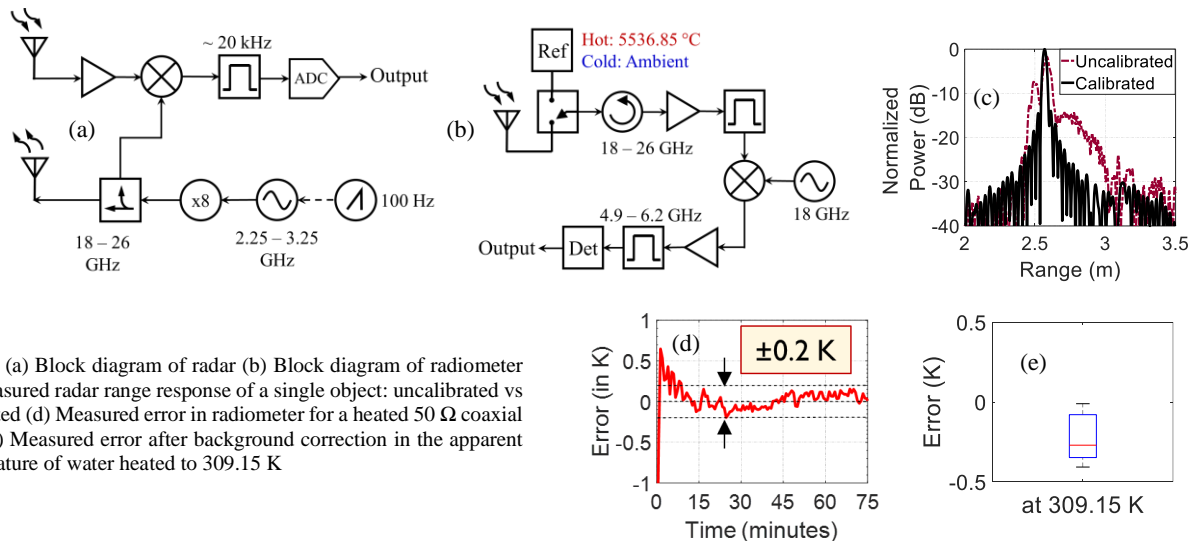 (a)
~ 20 kHz
ADC
Output
x8
100 Hz
18 – 26
GHz
2.25 – 3.25
GHz
(b)
Ref
Hot: 5536.85 °C
Cold: Ambient
18 – 26 GHz
18 GHz
4.9 – 6.2 GHz
Output
Det
(c)
Uncalibrated
Calibrated
Normalized
Power (dB)
0
-10
-20
-30
-40
2
2.5
3
3.5
Range (m)
(a) Block diagram of radar (b) Block diagram of radiometer
asured radar range response of a single object: uncalibrated vs
ted (d) Measured error in radiometer for a heated 50 Ω coaxial
) Measured error after background correction in the apparent
ature of water heated to 309.15 K
(d)
±0.2 K
Error (in K)
1
0.5
0
-0.5
-1
0
15
30
45
60
75
Time (minutes)
(e)
Error (K)
0.5
0
-0.5
at 309.15 K